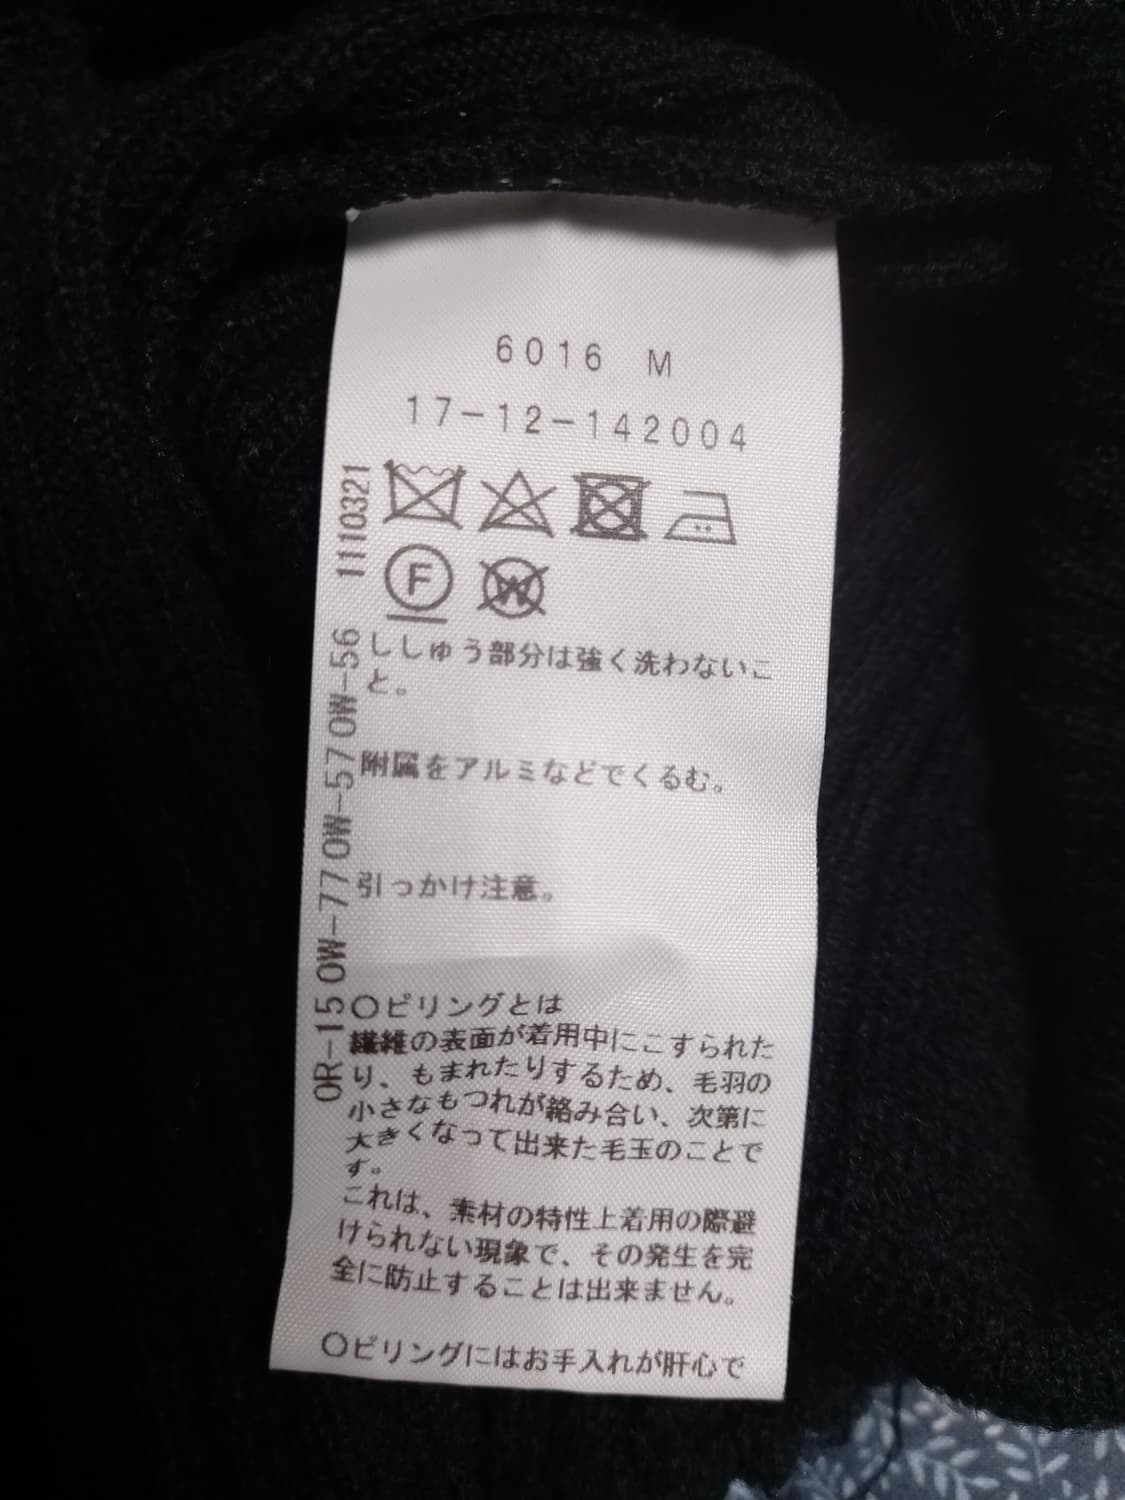 6016 M
17-12-142004
F
W
ししゅう部分は強く洗わないこ
と。
附属をアルミなどでくるむ。
引っかけ注意。
〇ピリングとは
繊維の表面が着用中にこすられた
り、もまれたりするため、毛羽の
小さなもつれが絡み合い、次第に
大きくなって出来た毛玉のことで
す。
これは、素材の特性上着用の際避
けられない現象で、その発生を完
全に防止することは出来ません。
〇ピリングにはお手入れが肝心で
0R-15 0W-77 0W-57 0W-56 1110321